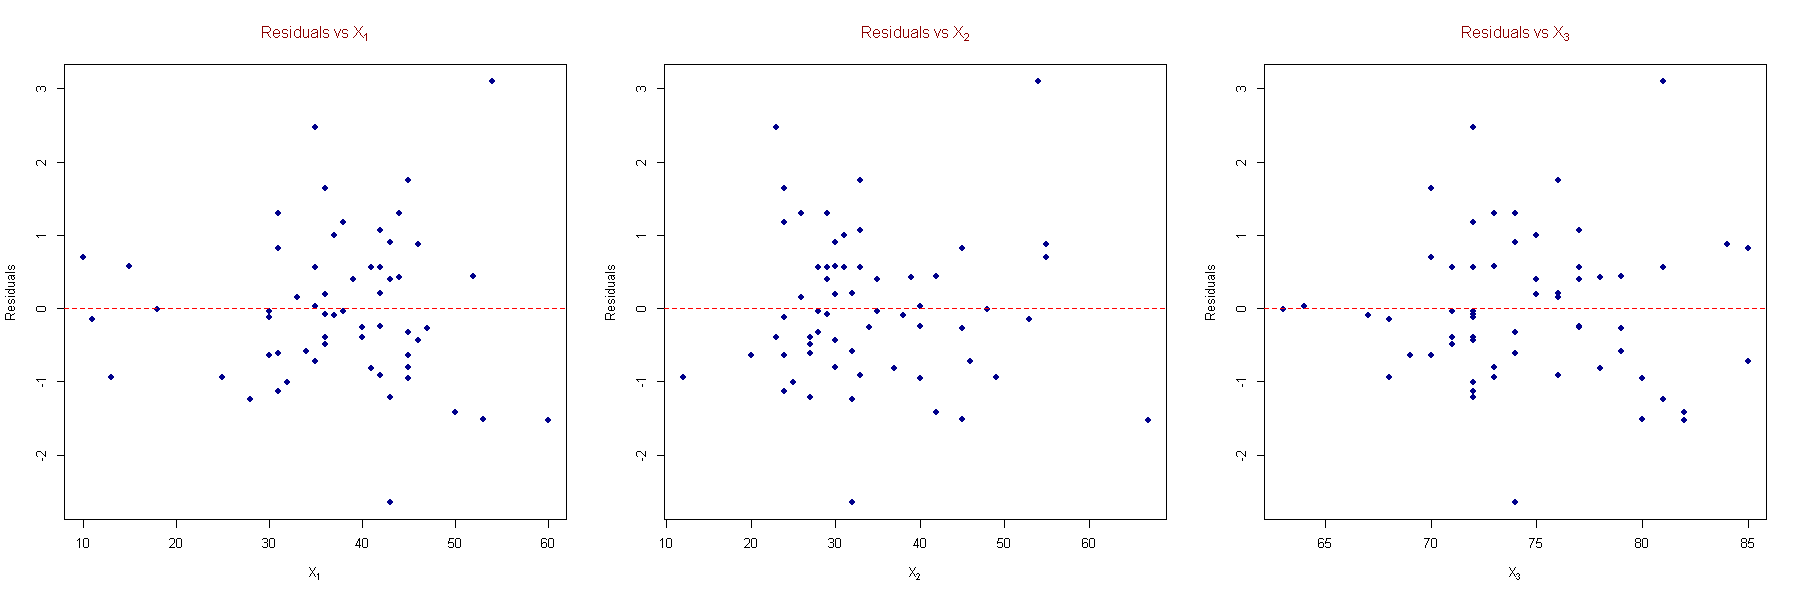 Residuals vs X₁
Residuals
3
2
1
0
-1
-2
10 20 30 40 50 60
X₁
Residuals vs X₂
Residuals
3
2
1
0
-1
-2
10 20 30 40 50 60
X₂
Residuals vs X₃
Residuals
3
2
1
0
-1
-2
65 70 75 80 85
X₃